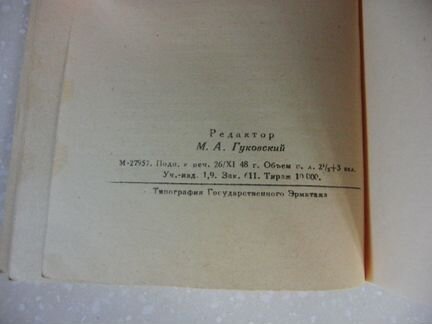 Редактор
М. А. Гуковский
М-27957. Подп. к печ. 26/XI 48 г. Объем п. л. 2¹/₅+3 вкл.
Уч.-изд. 1,9. Зак. 611. Тираж 10 000.
Типография Государственного Эрмитажа